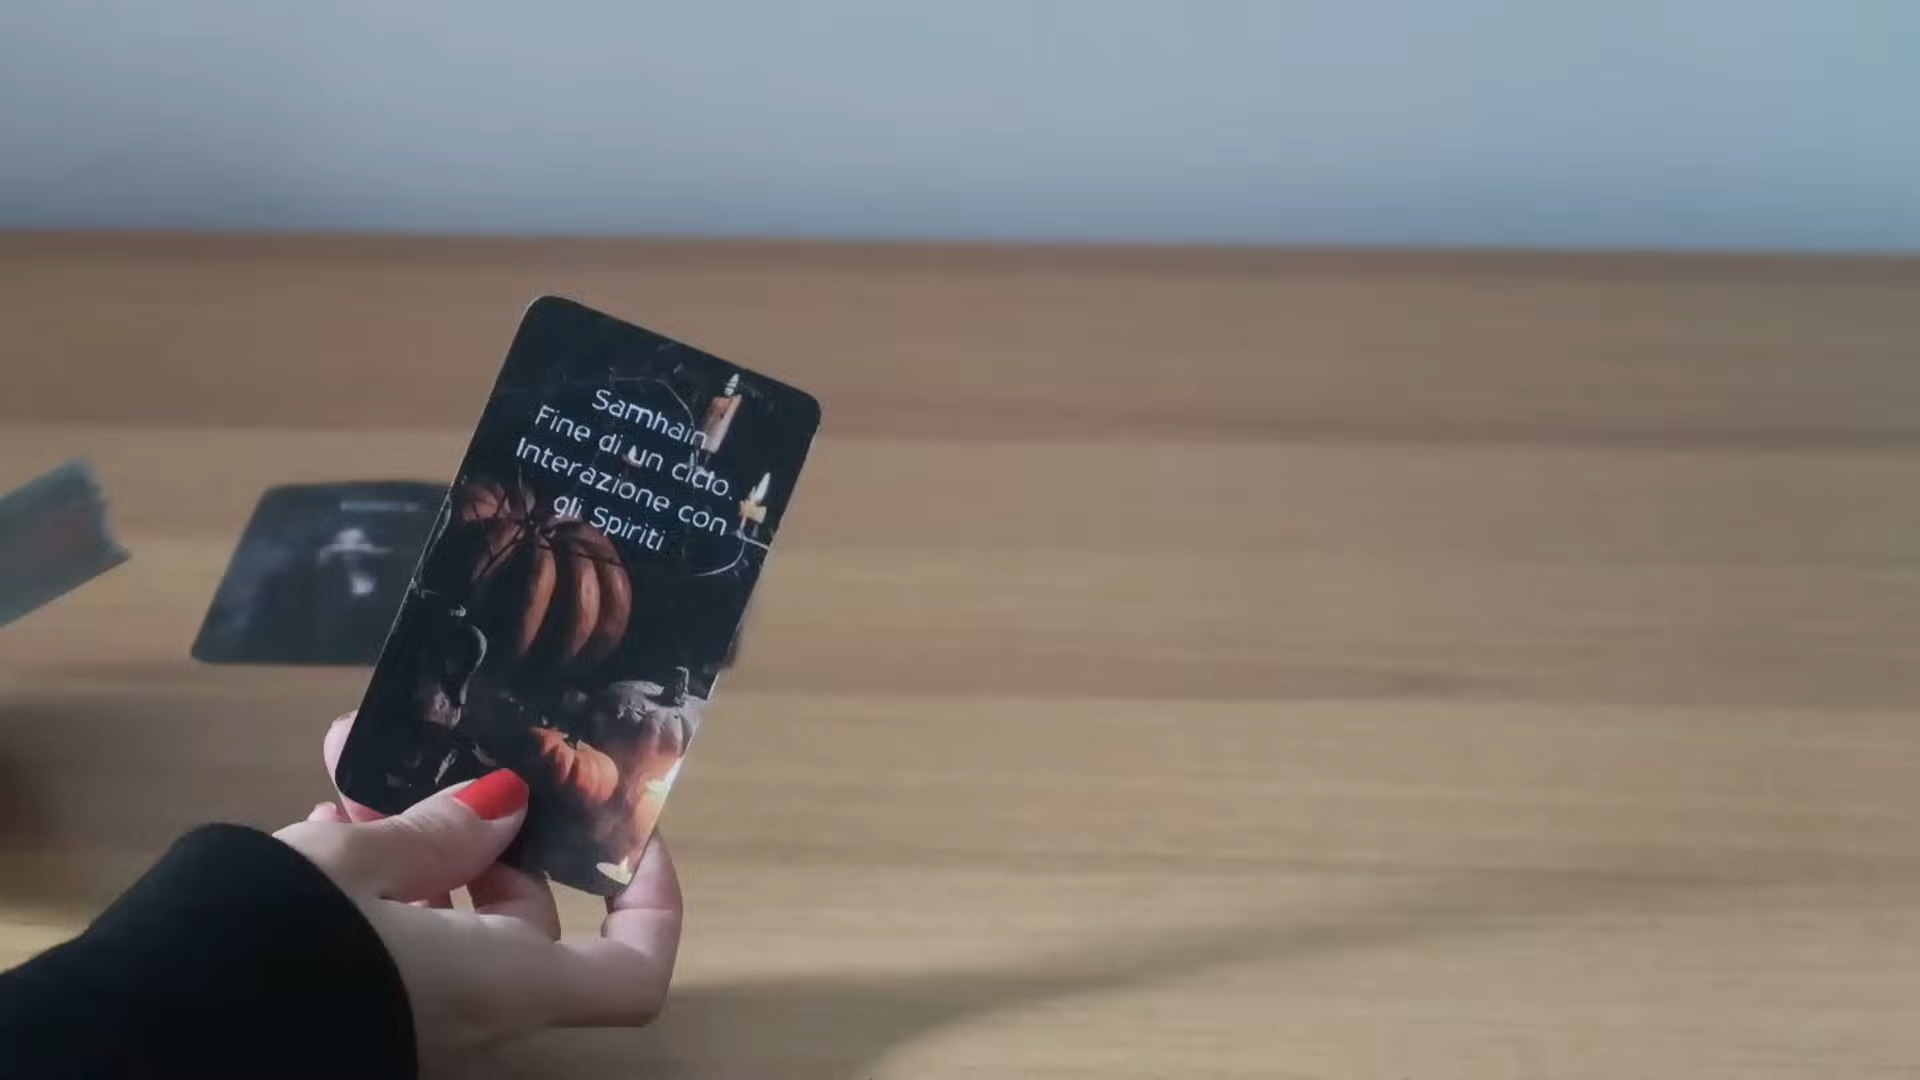 Samhain
Fine di un ciclo.
Interazione con
gli Spiriti